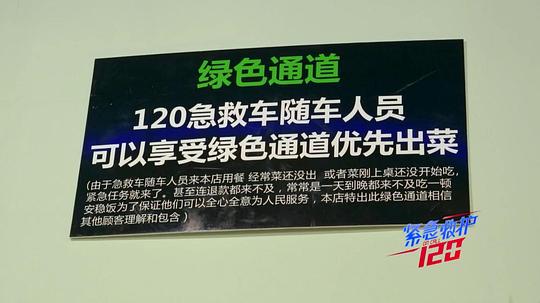 绿色通道
120急救车随车人员
可以享受绿色通道优先出菜
(由于急救车随车人员来本店用餐 经常菜还没出 或者菜刚上桌还没开始吃,
紧急任务就来了。甚至连退款都来不及，常常是一天到晚都来不及吃一顿
安稳饭为了保证他们可以全心全意为人民服务，本店特出此绿色通道相信
其他顾客理解和包含)
紧急救护
120